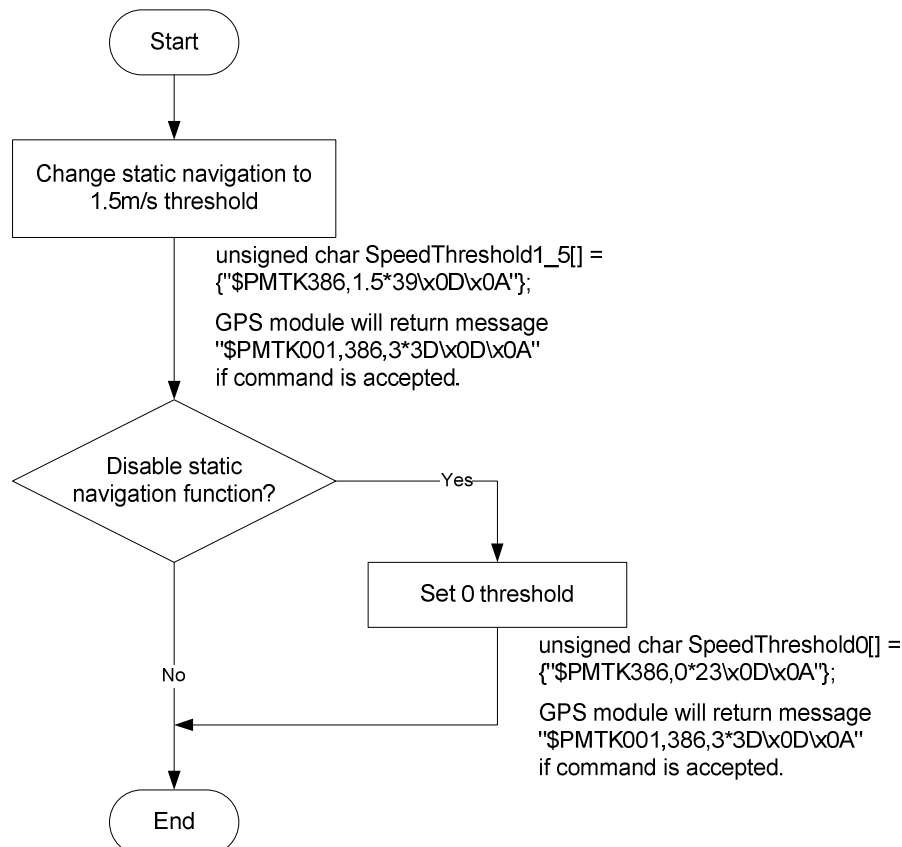 Start
Change static navigation to
1.5m/s threshold
unsigned char SpeedThreshold1_5[] =
{"$PMTK386,1.5*39\x0D\x0A"};
GPS module will return message
"$PMTK001,386,3*3D\x0D\x0A"
if command is accepted.
Disable static
navigation function?
Yes
Set 0 threshold
unsigned char SpeedThreshold0[] =
{"$PMTK386,0*23\x0D\x0A"};
GPS module will return message
"$PMTK001,386,3*3D\x0D\x0A"
if command is accepted.
No
End